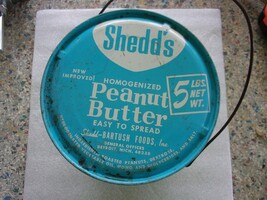 Shedd's
NEW
IMPROVED!
HOMOGENIZED
Peanut
Butter
5 LBS.
NET
WT.
EASY TO SPREAD
Shedd-BARTUSH FOODS, Inc.
GENERAL OFFICES
DETROIT, MICH. 48238